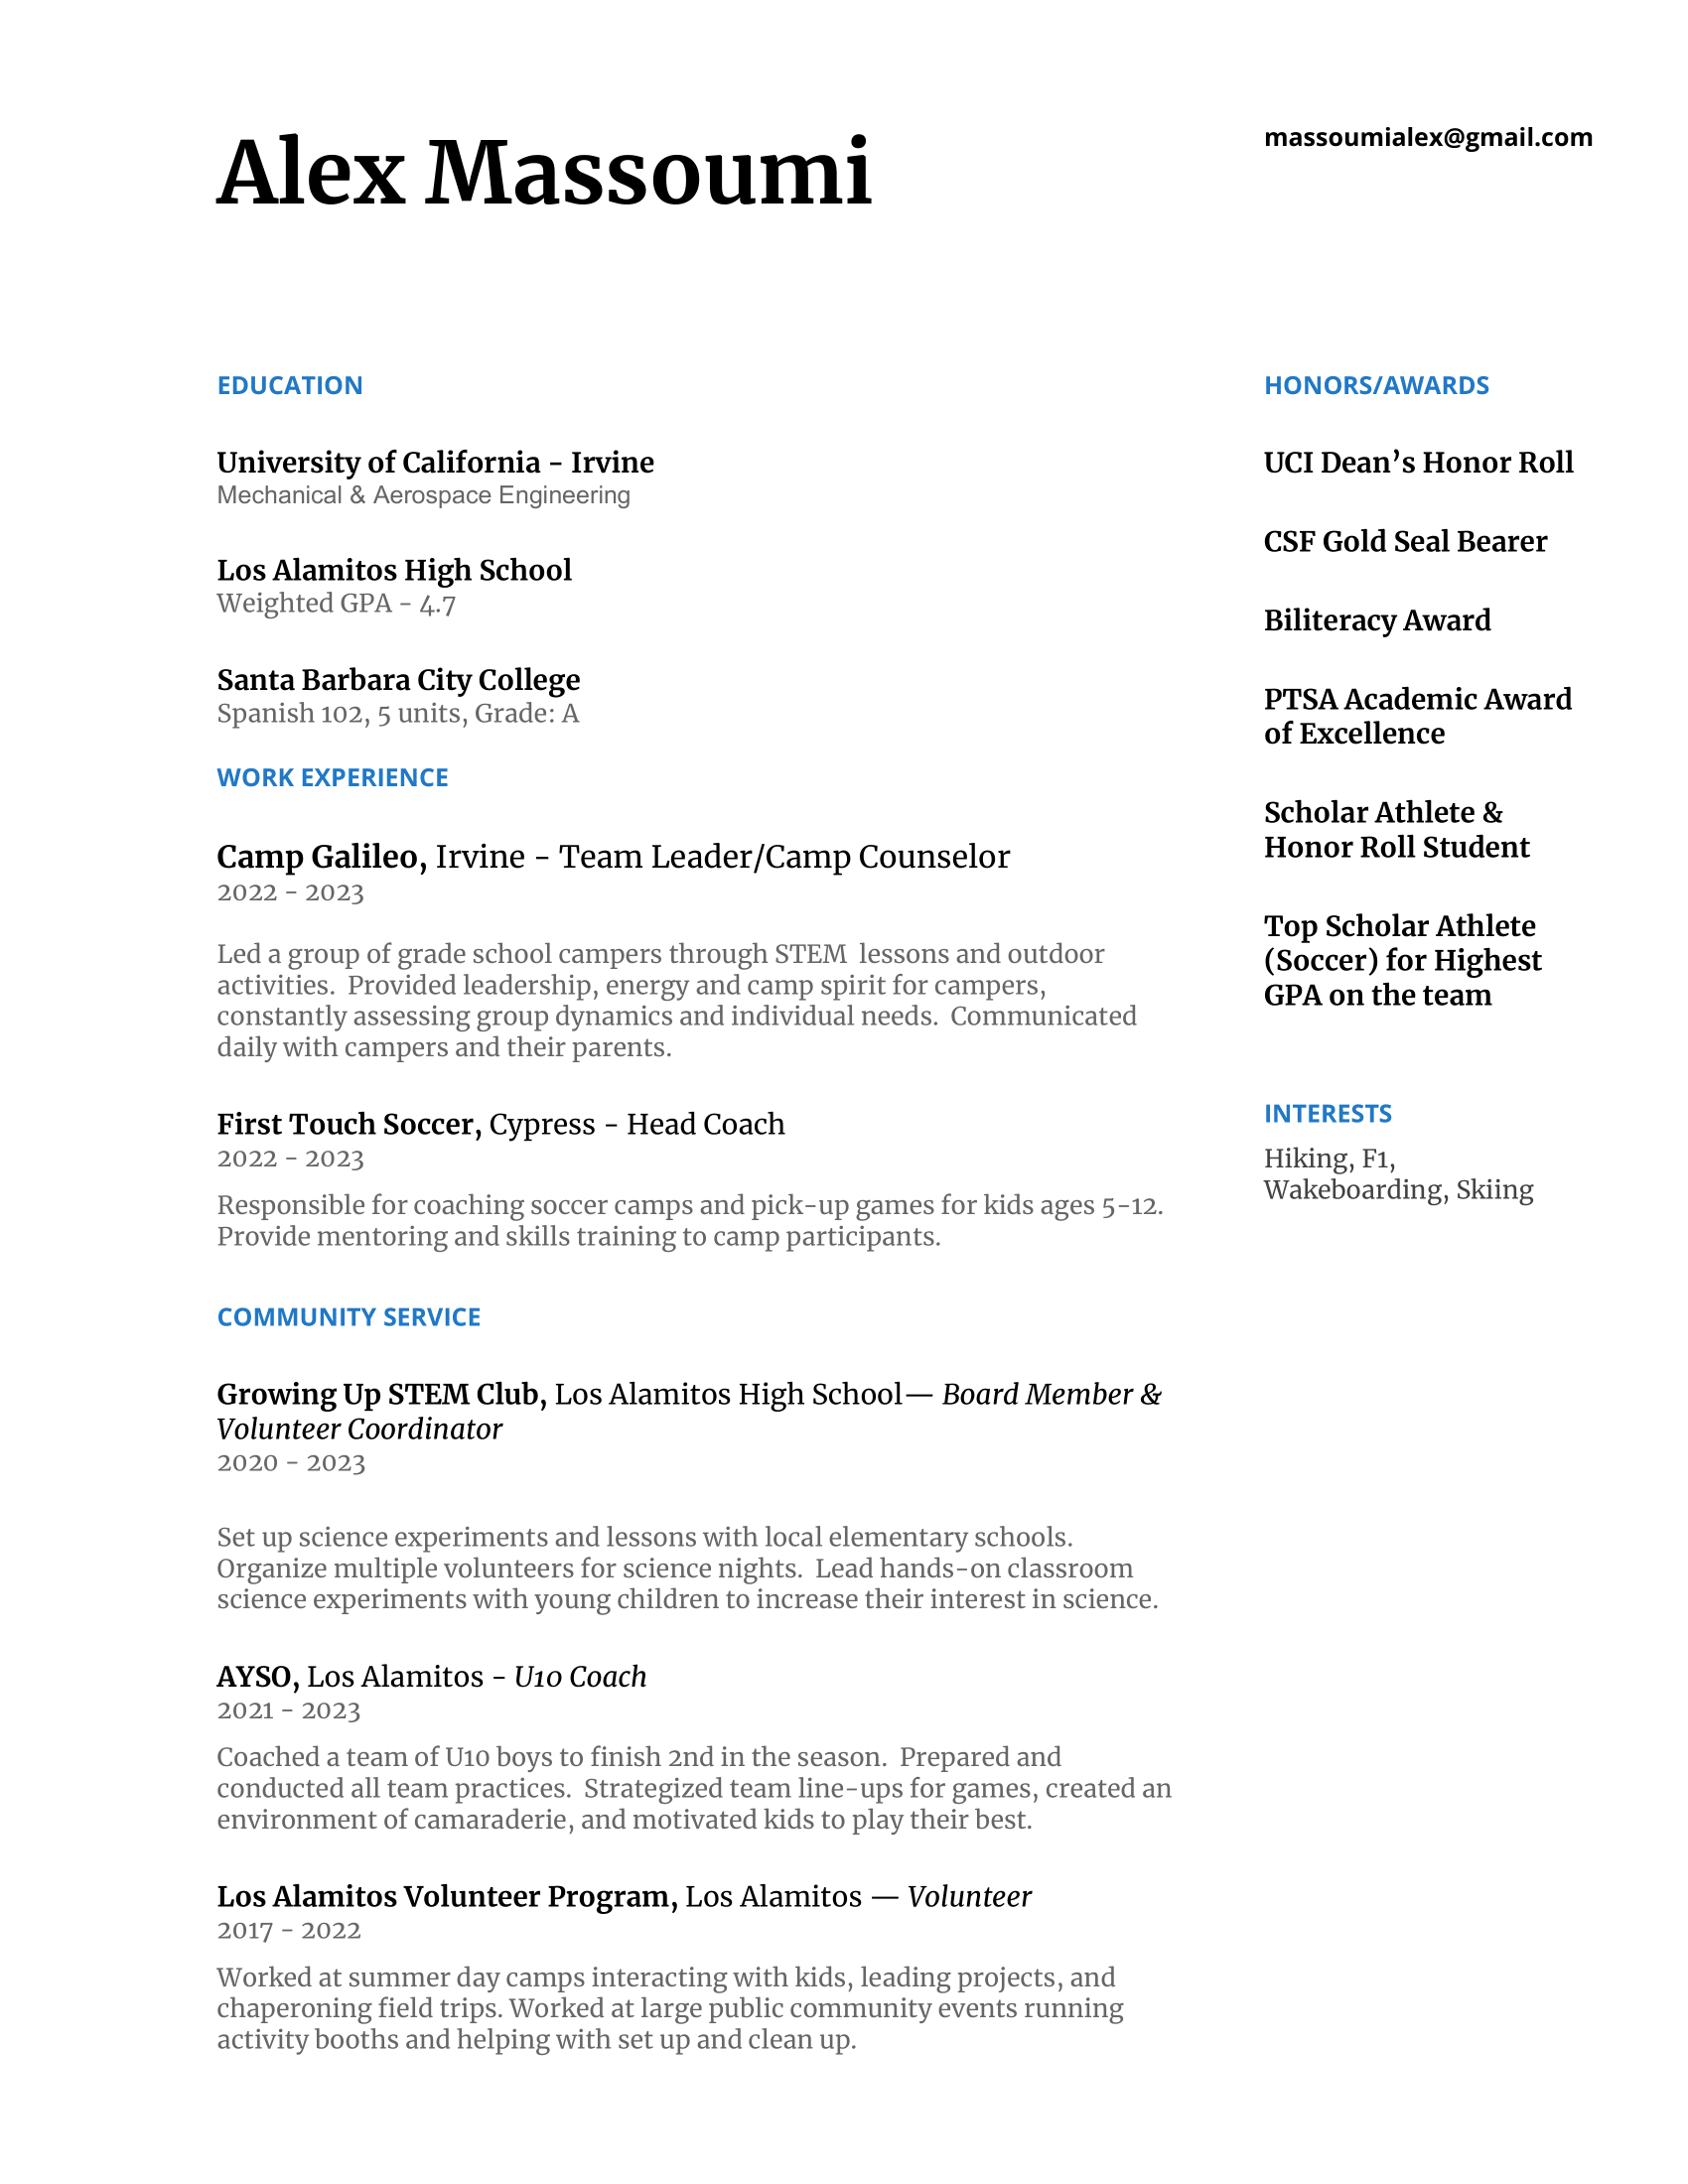 Alex Massoumi
massoumialex@gmail.com
EDUCATION
University of California - Irvine
Mechanical & Aerospace Engineering
Los Alamitos High School
Weighted GPA - 4.7
Santa Barbara City College
Spanish 102, 5 units, Grade: A
WORK EXPERIENCE
Camp Galileo, Irvine - Team Leader/Camp Counselor
2022 - 2023
Led a group of grade school campers through STEM  lessons and outdoor
activities.  Provided leadership, energy and camp spirit for campers,
constantly assessing group dynamics and individual needs.  Communicated
daily with campers and their parents.
First Touch Soccer, Cypress - Head Coach
2022 - 2023
Responsible for coaching soccer camps and pick-up games for kids ages 5-12.
Provide mentoring and skills training to camp participants.
COMMUNITY SERVICE
Growing Up STEM Club, Los Alamitos High School— Board Member &
Volunteer Coordinator
2020 - 2023
Set up science experiments and lessons with local elementary schools.
Organize multiple volunteers for science nights.  Lead hands-on classroom
science experiments with young children to increase their interest in science.
AYSO, Los Alamitos - U10 Coach
2021 - 2023
Coached a team of U10 boys to finish 2nd in the season.  Prepared and
conducted all team practices.  Strategized team line-ups for games, created an
environment of camaraderie, and motivated kids to play their best.
Los Alamitos Volunteer Program, Los Alamitos — Volunteer
2017 - 2022
Worked at summer day camps interacting with kids, leading projects, and
chaperoning field trips. Worked at large public community events running
activity booths and helping with set up and clean up.
HONORS/AWARDS
UCI Dean’s Honor Roll
CSF Gold Seal Bearer
Biliteracy Award
PTSA Academic Award
of Excellence
Scholar Athlete &
Honor Roll Student
Top Scholar Athlete
(Soccer) for Highest
GPA on the team
INTERESTS
Hiking, F1,
Wakeboarding, Skiing